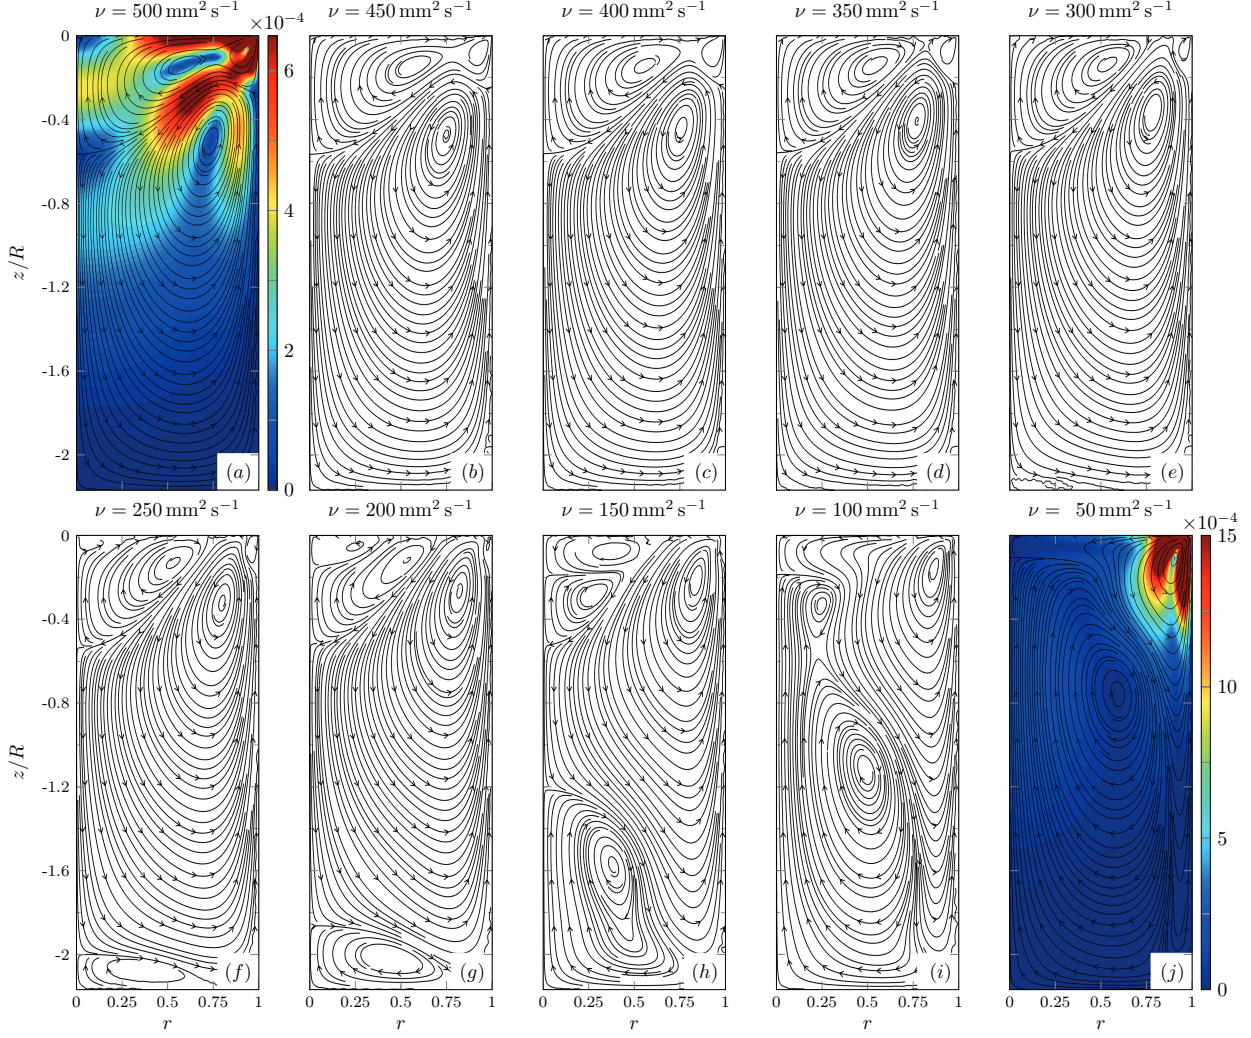 ν = 500 mm² s⁻¹ ν = 450 mm² s⁻¹ ν = 400 mm² s⁻¹ ν = 350 mm² s⁻¹ ν = 300 mm² s⁻¹
×10⁻⁴
0
6
-0.4
4
-0.8
z/R
-1.2
2
-1.6
-2
0
(a) (b) (c) (d) (e)
ν = 250 mm² s⁻¹ ν = 200 mm² s⁻¹ ν = 150 mm² s⁻¹ ν = 100 mm² s⁻¹ ν = 50 mm² s⁻¹
×10⁻⁴
0
15
-0.4
10
-0.8
z/R
-1.2
5
-1.6
-2
0
(f) (g) (h) (i) (j)
0 0.25 0.5 0.75 1 0 0.25 0.5 0.75 1 0 0.25 0.5 0.75 1 0 0.25 0.5 0.75 1 0 0.25 0.5 0.75 1
r r r r r